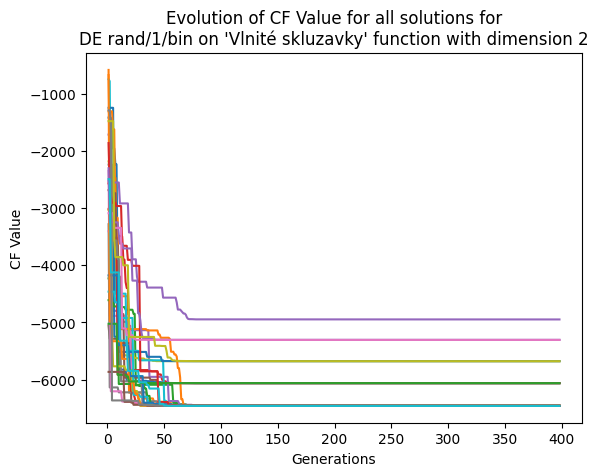 Evolution of CF Value for all solutions for
DE rand/1/bin on 'Vlnité skluzavky' function with dimension 2
CF Value
−1000
−2000
−3000
−4000
−5000
−6000
0 50 100 150 200 250 300 350 400
Generations